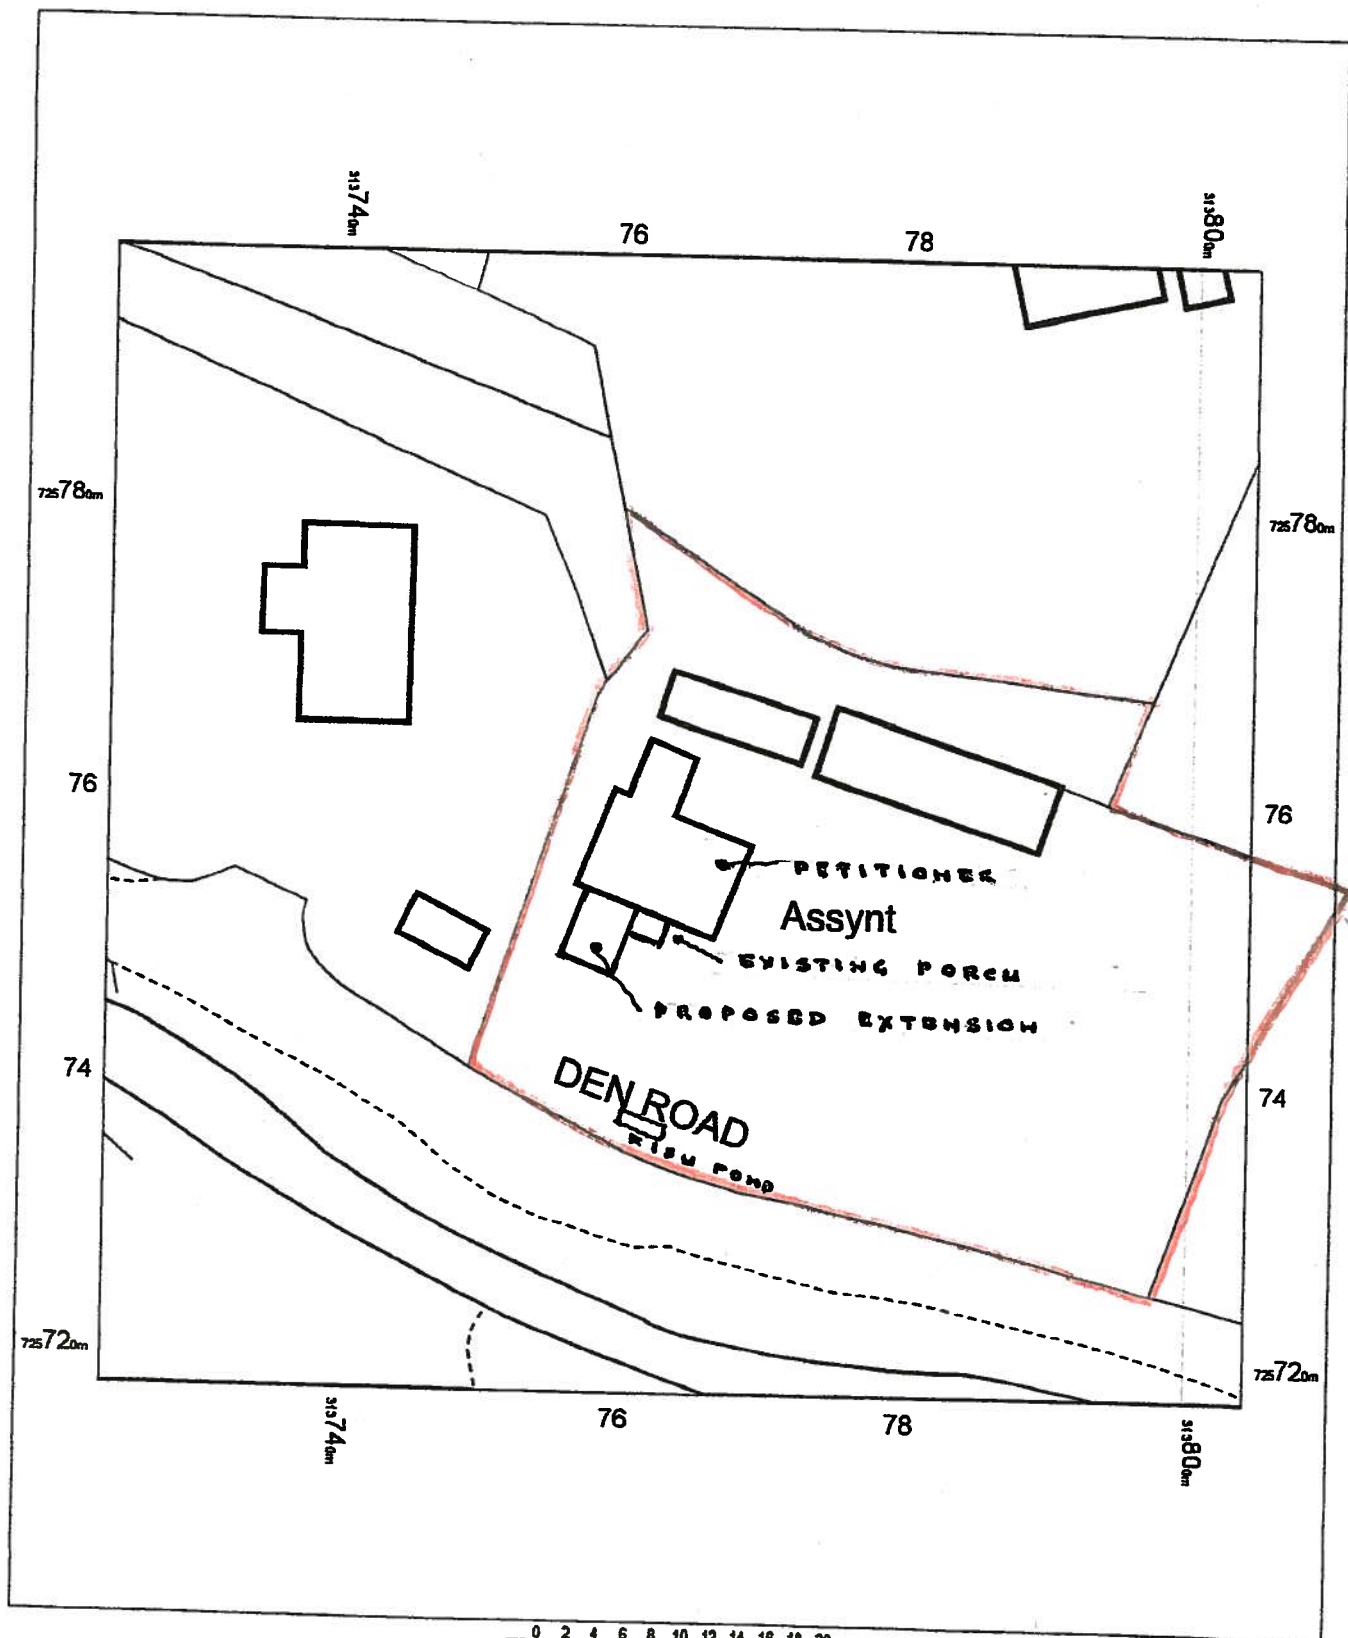 313740m
76
78
313800m
725780m
725780m
76
76
PETITIONER
Assynt
EXISTING PORCH
PROPOSED EXTENSION
74
74
DEN ROAD
FISH POND
725720m
725720m
313740m
76
78
313800m
0 2 4 6 8 10 12 14 16 18 20